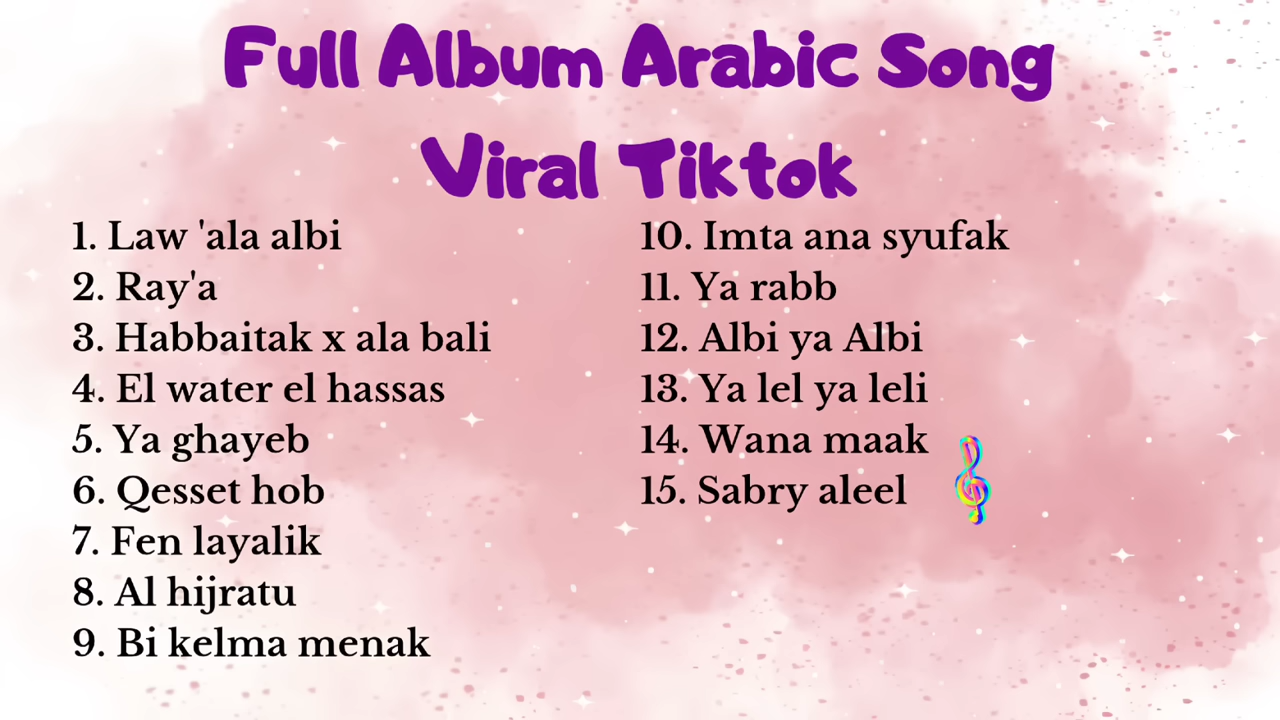 Full Album Arabic Song
Viral Tiktok
1. Law 'ala albi
2. Ray'a
3. Habbaitak x ala bali
4. El water el hassas
5. Ya ghayeb
6. Qesset hob
7. Fen layalik
8. Al hijratu
9. Bi kelma menak
10. Imta ana syufak
11. Ya rabb
12. Albi ya Albi
13. Ya lel ya leli
14. Wana maak
15. Sabry aleel